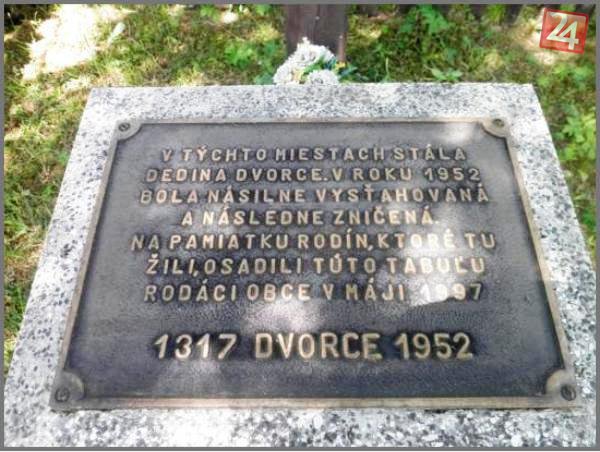 24
V TÝCHTO MIESTACH STÁLA
DEDINA DVORCE. V ROKU 1952
BOLA NÁSILNE VYSŤAHOVANÁ
A NÁSLEDNE ZNIČENÁ.
NA PAMIATKU RODÍN, KTORÉ TU
ŽILI, OSADILI TÚTO TABUĽU
RODÁCI OBCE V MÁJI 1997
1317 DVORCE 1952